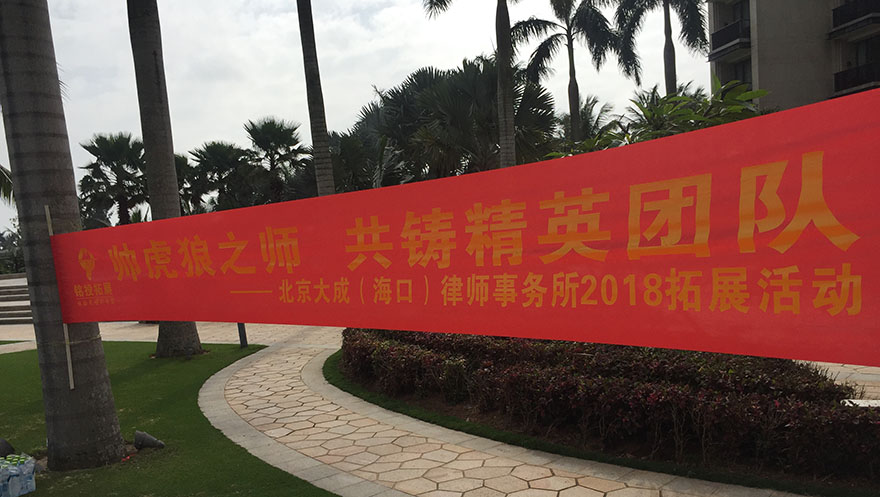 帅虎狼之师 共铸精英团队
——北京大成（海口）律师事务所2018拓展活动